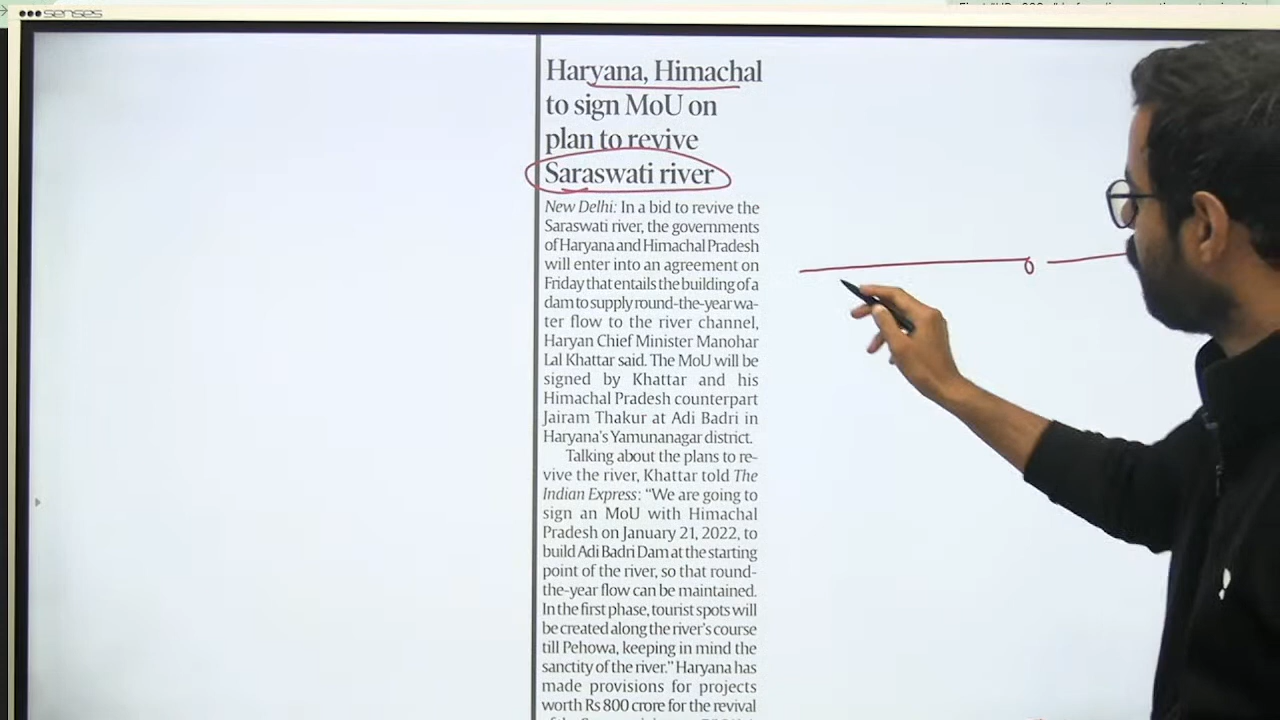 senses
Haryana, Himachal
to sign MoU on
plan to revive
Saraswati river
New Delhi: In a bid to revive the
Saraswati river, the governments
of Haryana and Himachal Pradesh
will enter into an agreement on
Friday that entails the building of a
dam to supply round-the-year wa-
ter flow to the river channel,
Haryan Chief Minister Manohar
Lal Khattar said. The MoU will be
signed by Khattar and his
Himachal Pradesh counterpart
Jairam Thakur at Adi Badri in
Haryana's Yamunanagar district.
Talking about the plans to re-
vive the river, Khattar told The
Indian Express: “We are going to
sign an MoU with Himachal
Pradesh on January 21, 2022, to
build Adi Badri Dam at the starting
point of the river, so that round-
the-year flow can be maintained.
In the first phase, tourist spots will
be created along the river's course
till Pehowa, keeping in mind the
sanctity of the river.” Haryana has
made provisions for projects
worth Rs 800 crore for the revival
0